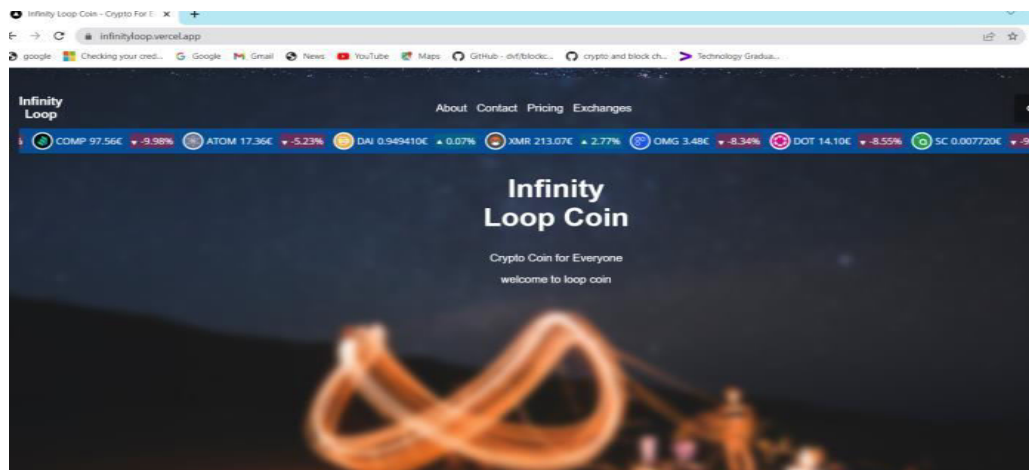 Infinity Loop Coin - Crypto For E
infinityloop.vercel.app
google Checking your cred... Google Gmail News YouTube Maps GitHub - dvf/blockc... crypto and block ch... Technology Gradua...
Infinity
Loop
About Contact Pricing Exchanges
COMP 97.56€ -9.98% ATOM 17.36€ -5.23% DAI 0.949410€ 0.07% XMR 213.07€ 2.77% OMG 3.48€ -8.34% DOT 14.10€ -8.55% SC 0.007720€
Infinity
Loop Coin
Crypto Coin for Everyone
welcome to loop coin